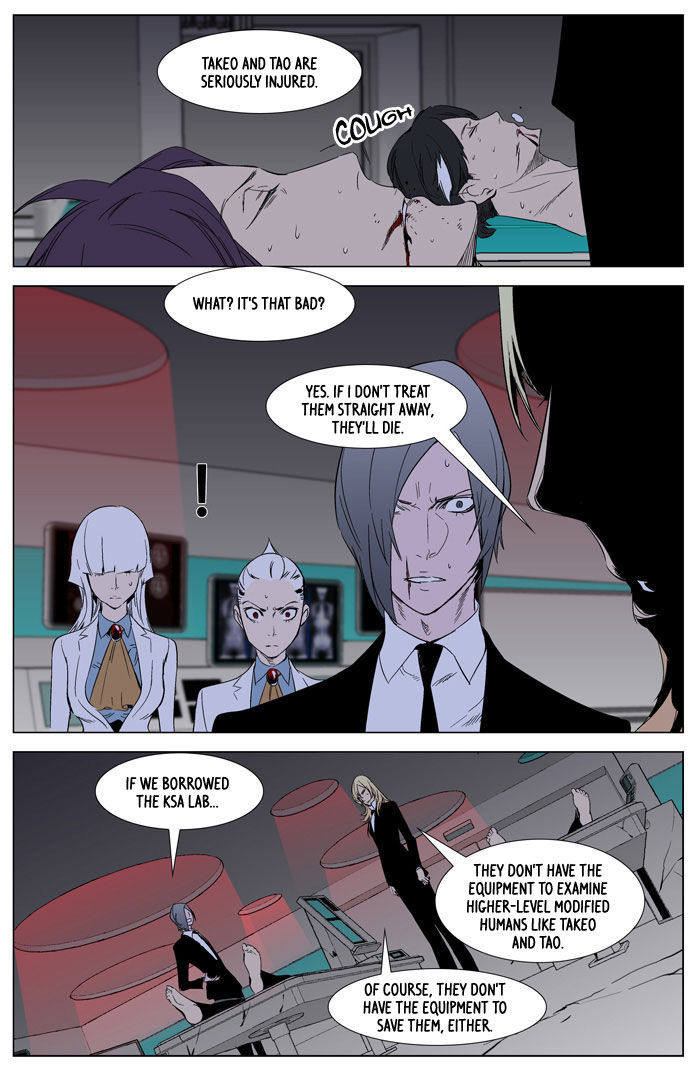 TAKEO AND TAO ARE
SERIOUSLY INJURED.
COUGH
WHAT? IT'S THAT BAD?
YES. IF I DON'T TREAT
THEM STRAIGHT AWAY,
THEY'LL DIE.
!
IF WE BORROWED
THE KSA LAB...
THEY DON'T HAVE THE
EQUIPMENT TO EXAMINE
HIGHER-LEVEL MODIFIED
HUMANS LIKE TAKEO
AND TAO.
OF COURSE, THEY DON'T
HAVE THE EQUIPMENT TO
SAVE THEM, EITHER.